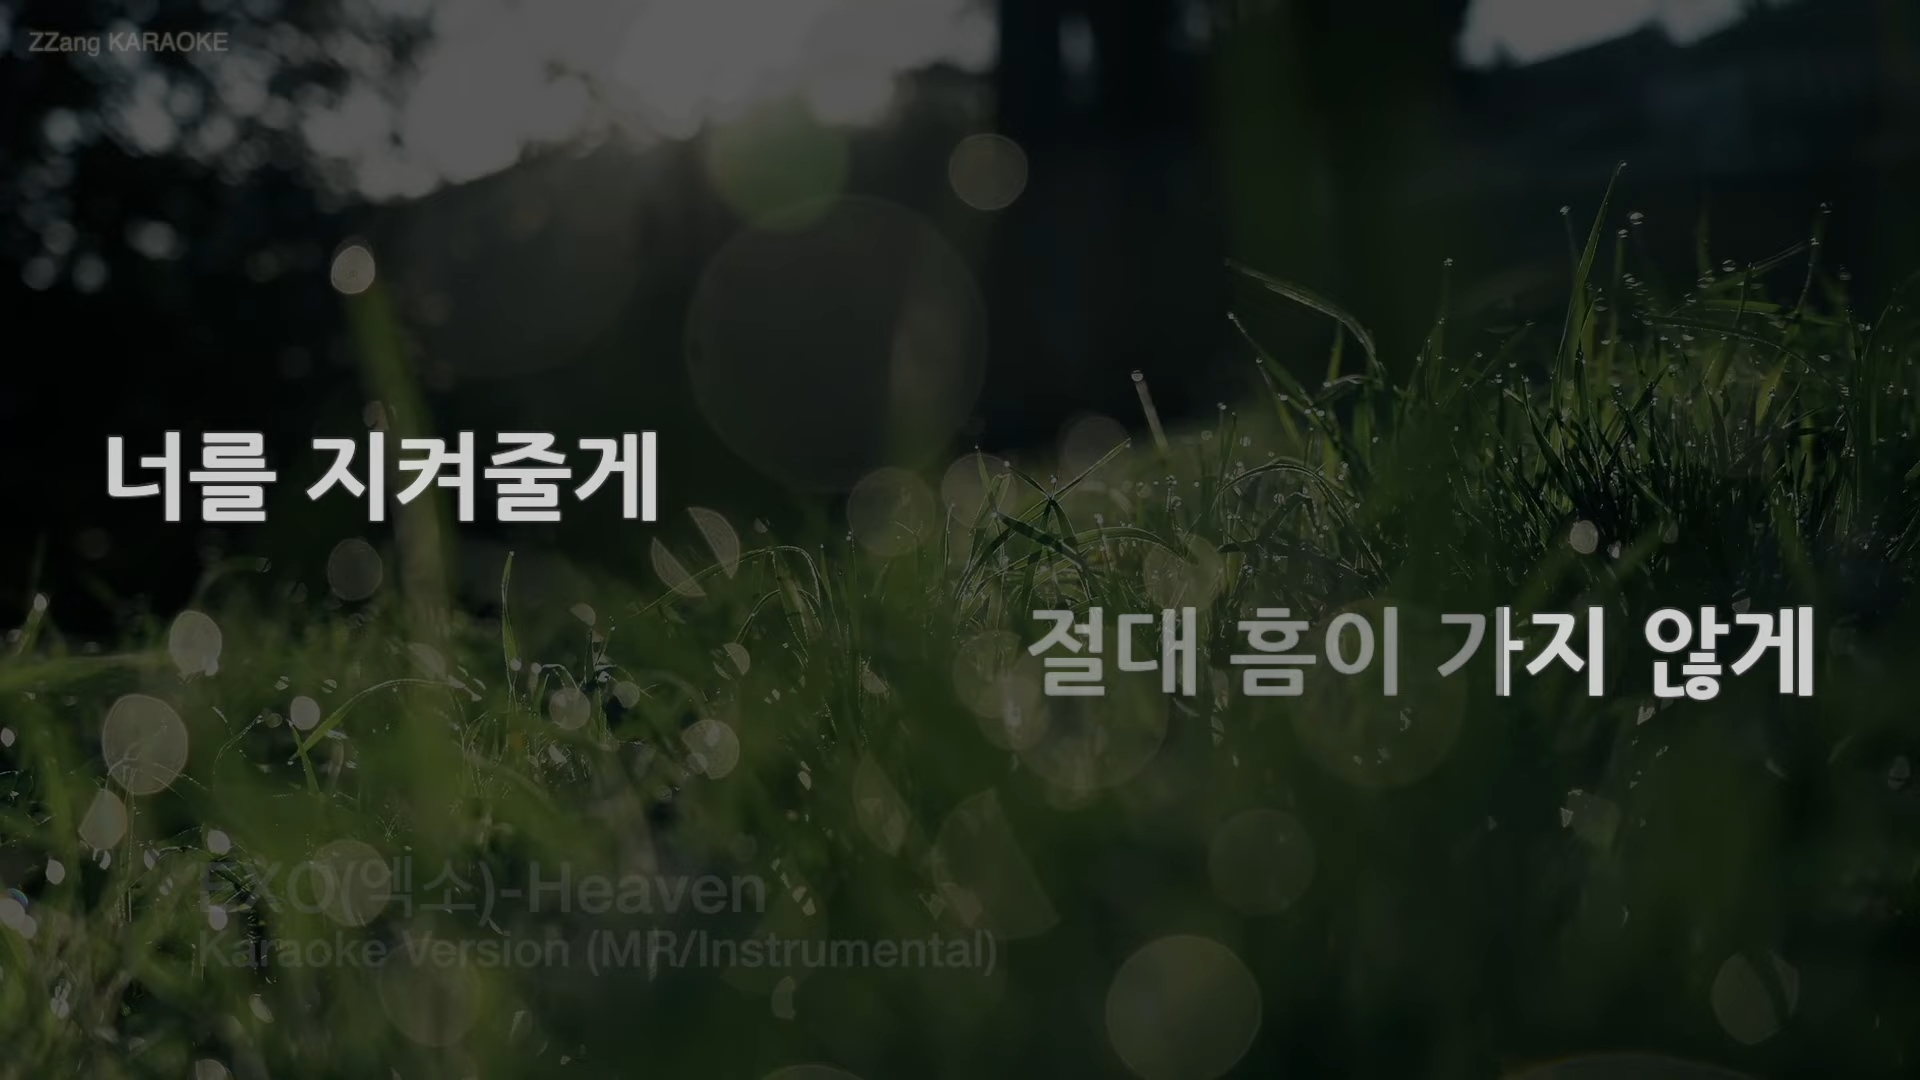 ZZang KARAOKE
너를 지켜줄게
절대 흠이 가지 않게
EXO(엑소)-Heaven
Karaoke Version (MR/Instrumental)